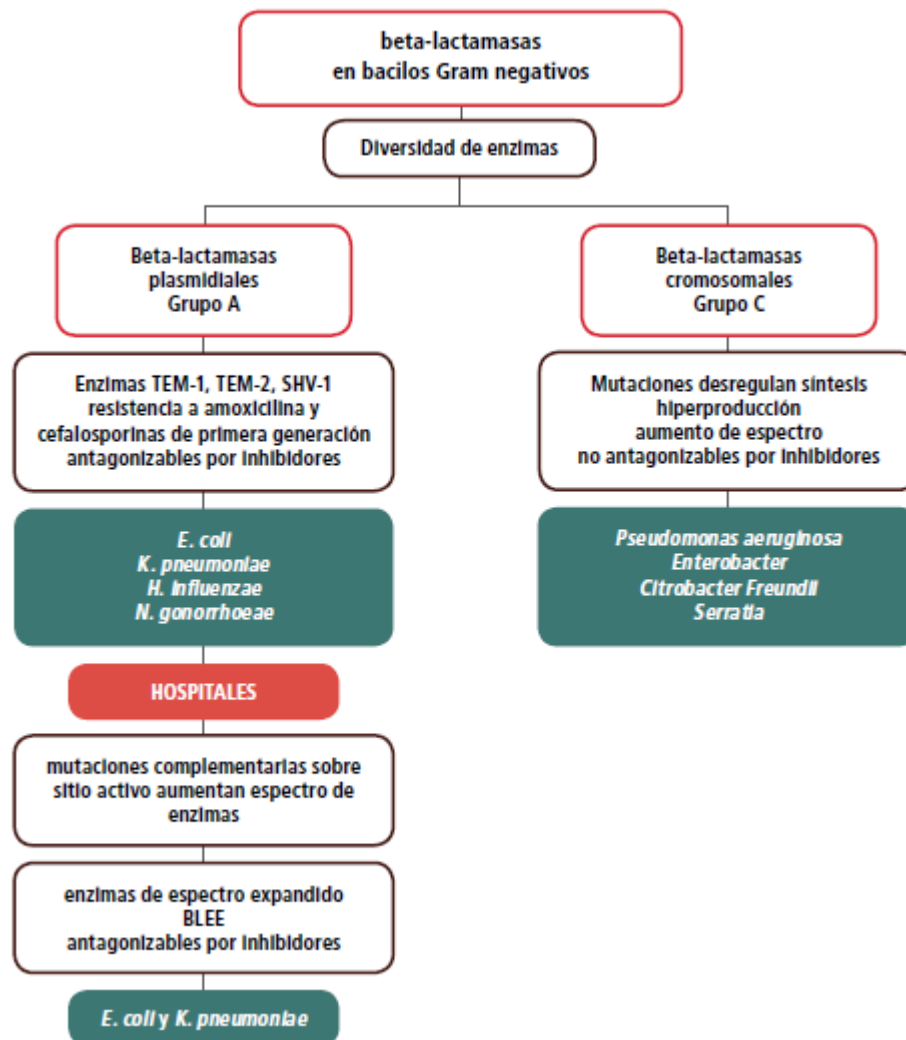 beta-lactamasas
en bacilos Gram negativos
Diversidad de enzimas
Beta-lactamasas
plasmidiales
Grupo A
Beta-lactamasas
cromosomales
Grupo C
Enzimas TEM-1, TEM-2, SHV-1
resistencia a amoxicilina y
cefalosporinas de primera generación
antagonizables por inhibidores
Mutaciones desregulan síntesis
hiperproducción
aumento de espectro
no antagonizables por inhibidores
E. coli
K. pneumoniae
H. influenzae
N. gonorrhoeae
Pseudomonas aeruginosa
Enterobacter
Citrobacter Freundii
Serratia
HOSPITALES
mutaciones complementarias sobre
sitio activo aumentan espectro de
enzimas
enzimas de espectro expandido
BLEE
antagonizables por inhibidores
E. coli y K. pneumoniae